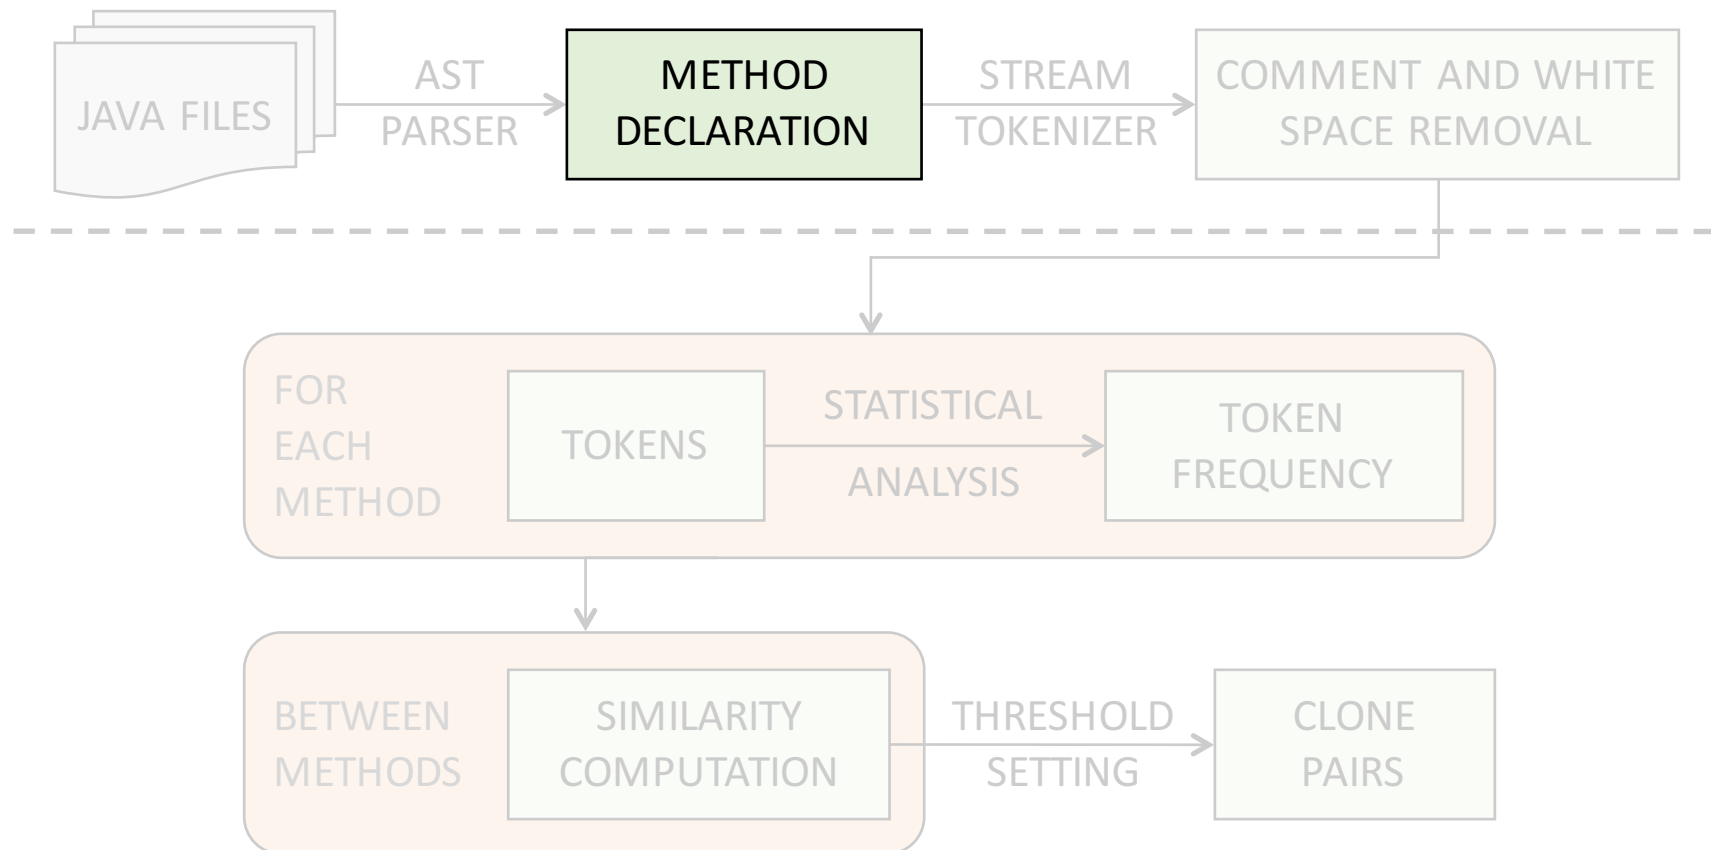 JAVA FILES
AST
PARSER
METHOD
DECLARATION
STREAM
TOKENIZER
COMMENT AND WHITE
SPACE REMOVAL
FOR
EACH
METHOD
TOKENS
STATISTICAL
ANALYSIS
TOKEN
FREQUENCY
BETWEEN
METHODS
SIMILARITY
COMPUTATION
THRESHOLD
SETTING
CLONE
PAIRS